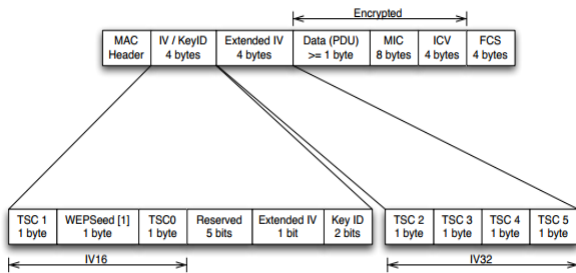 Encrypted
MAC Header
IV / KeyID 4 bytes
Extended IV 4 bytes
Data (PDU) >= 1 byte
MIC 8 bytes
ICV 4 bytes
FCS 4 bytes
TSC 1 1 byte
WEPSeed [1] 1 byte
TSC0 1 byte
Reserved 5 bits
Extended IV 1 bit
Key ID 2 bits
TSC 2 1 byte
TSC 3 1 byte
TSC 4 1 byte
TSC 5 1 byte
IV16
IV32